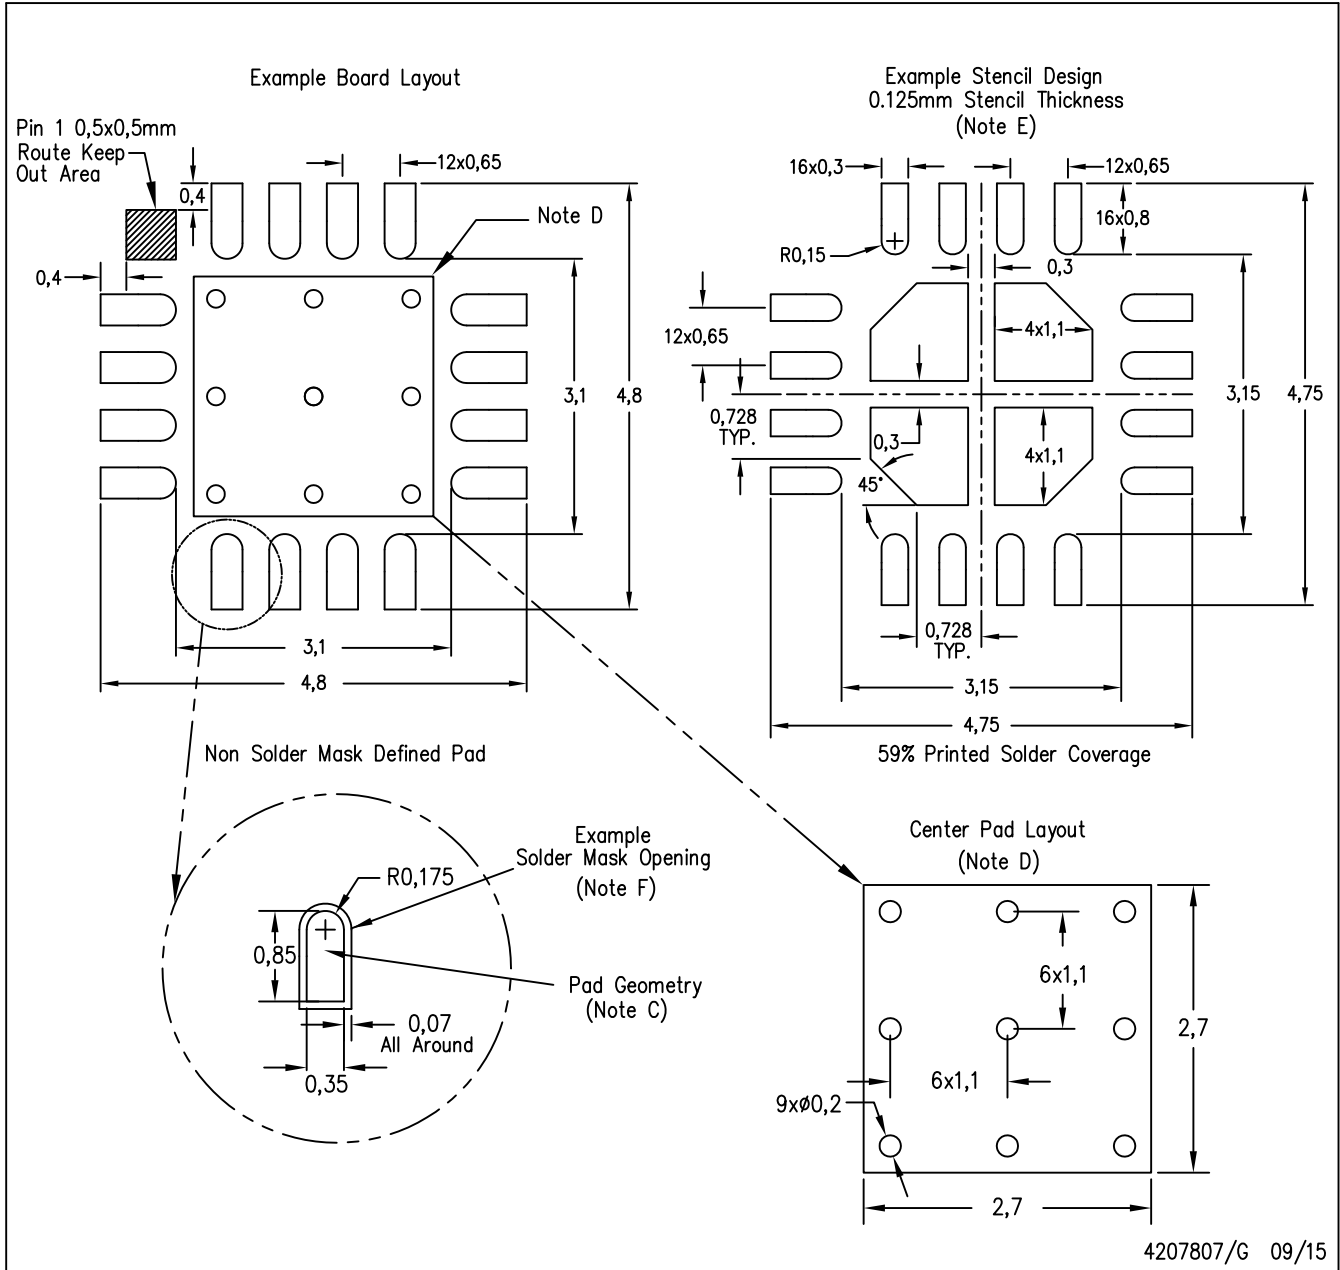 Example Board Layout
Pin 1 0,5x0,5mm
Route Keep
Out Area
0,4
12x0,65
Note D
0,4
3,1
4,8
3,1
4,8
Example Stencil Design
0.125mm Stencil Thickness
(Note E)
16x0,3
12x0,65
16x0,8
R0,15
0,3
12x0,65
4x1,1
3,15
4,75
0,728
TYP.
0,3
4x1,1
45°
0,728
TYP.
3,15
4,75
59% Printed Solder Coverage
Non Solder Mask Defined Pad
Example
Solder Mask Opening
(Note F)
R0,175
0,85
Pad Geometry
(Note C)
0,07
All Around
0,35
Center Pad Layout
(Note D)
6x1,1
2,7
6x1,1
9xø0,2
2,7
4207807/G 09/15